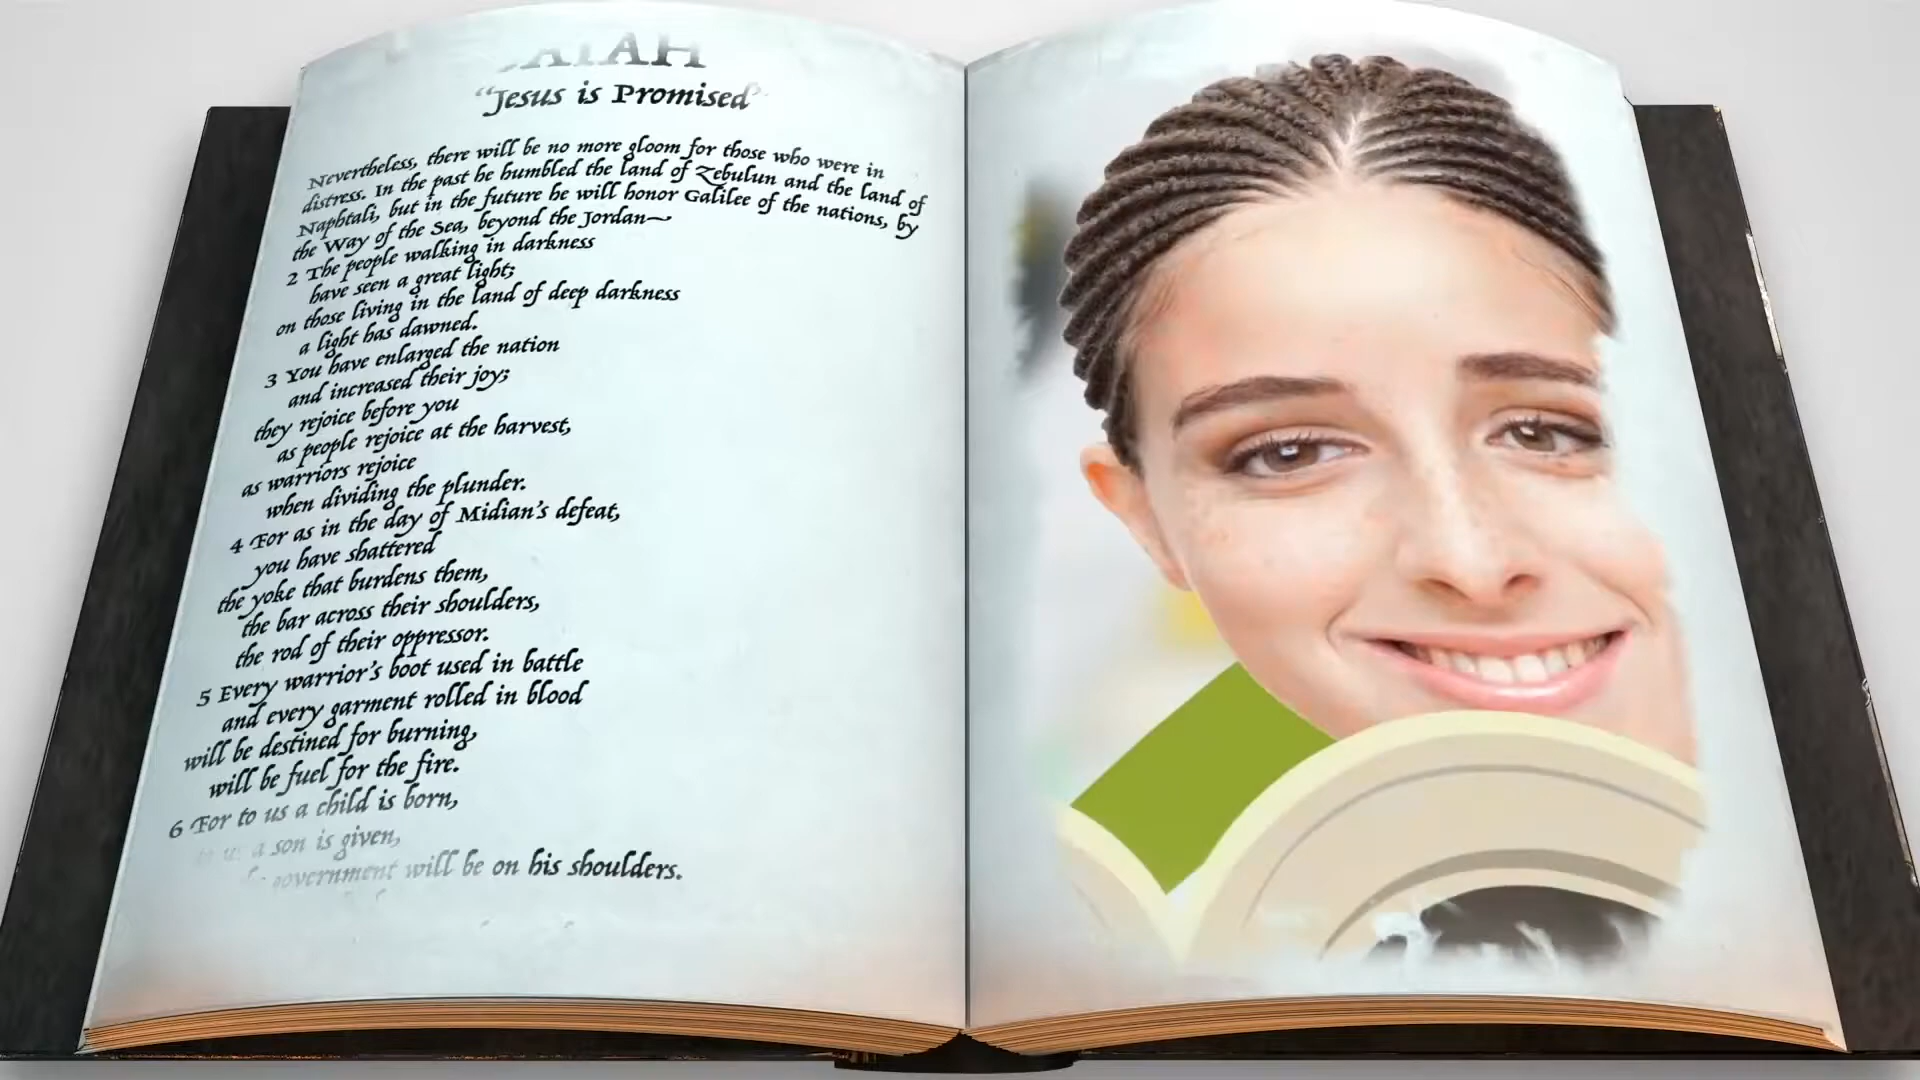 "Jesus is Promised"
Nevertheless, there will be no more gloom for those who were in
distress. In the past he humbled the land of Zebulun and the land of
Naphtali, but in the future he will honor Galilee of the nations, by
the Way of the Sea, beyond the Jordan—
2 The people walking in darkness
have seen a great light;
on those living in the land of deep darkness
a light has dawned.
3 You have enlarged the nation
and increased their joy;
they rejoice before you
as people rejoice at the harvest,
as warriors rejoice
when dividing the plunder.
4 For as in the day of Midian's defeat,
you have shattered
the yoke that burdens them,
the bar across their shoulders,
the rod of their oppressor.
5 Every warrior's boot used in battle
and every garment rolled in blood
will be destined for burning,
will be fuel for the fire.
6 For to us a child is born,
to us a son is given,
government will be on his shoulders.